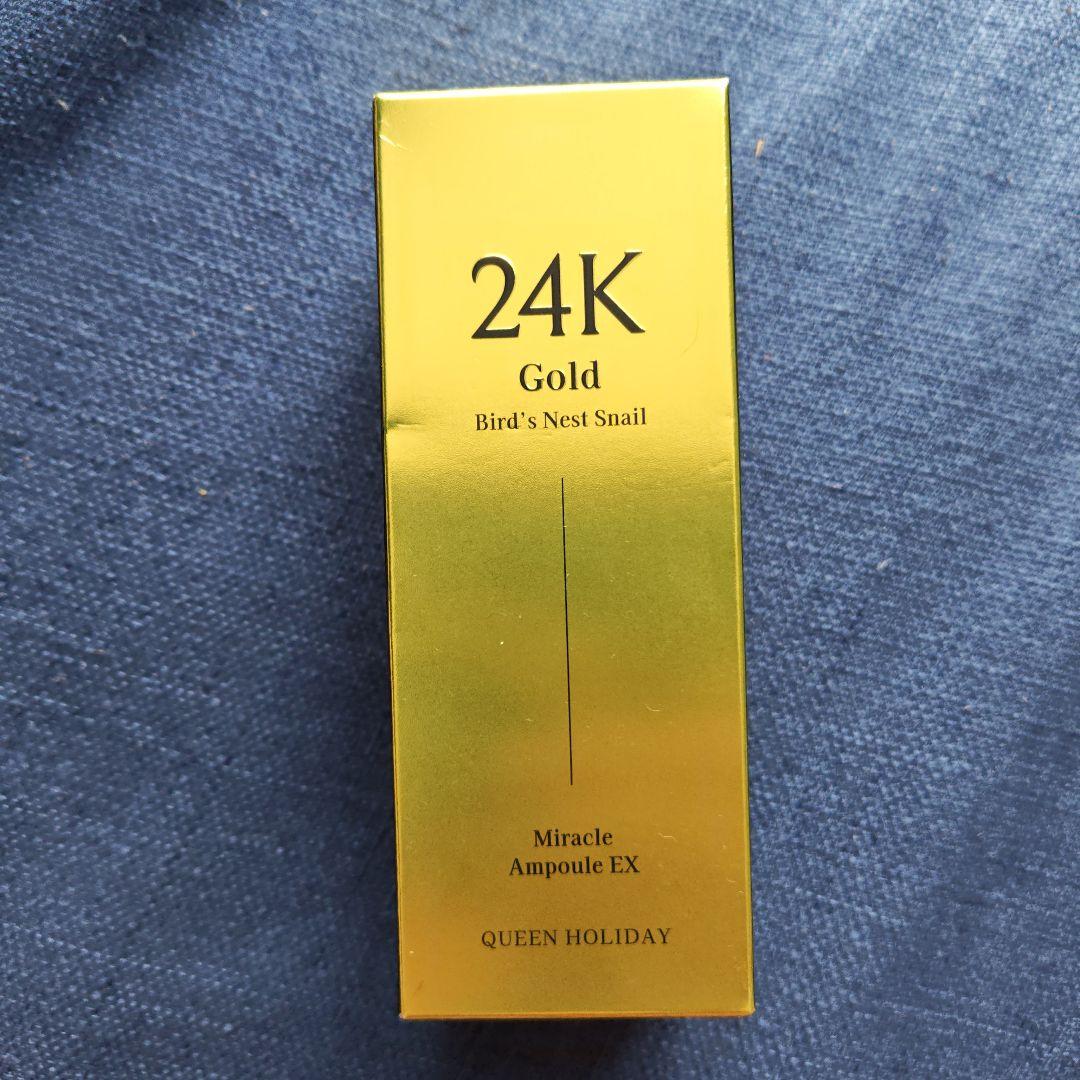 24K
Gold
Bird's Nest Snail
Miracle
Ampoule EX
QUEEN HOLIDAY